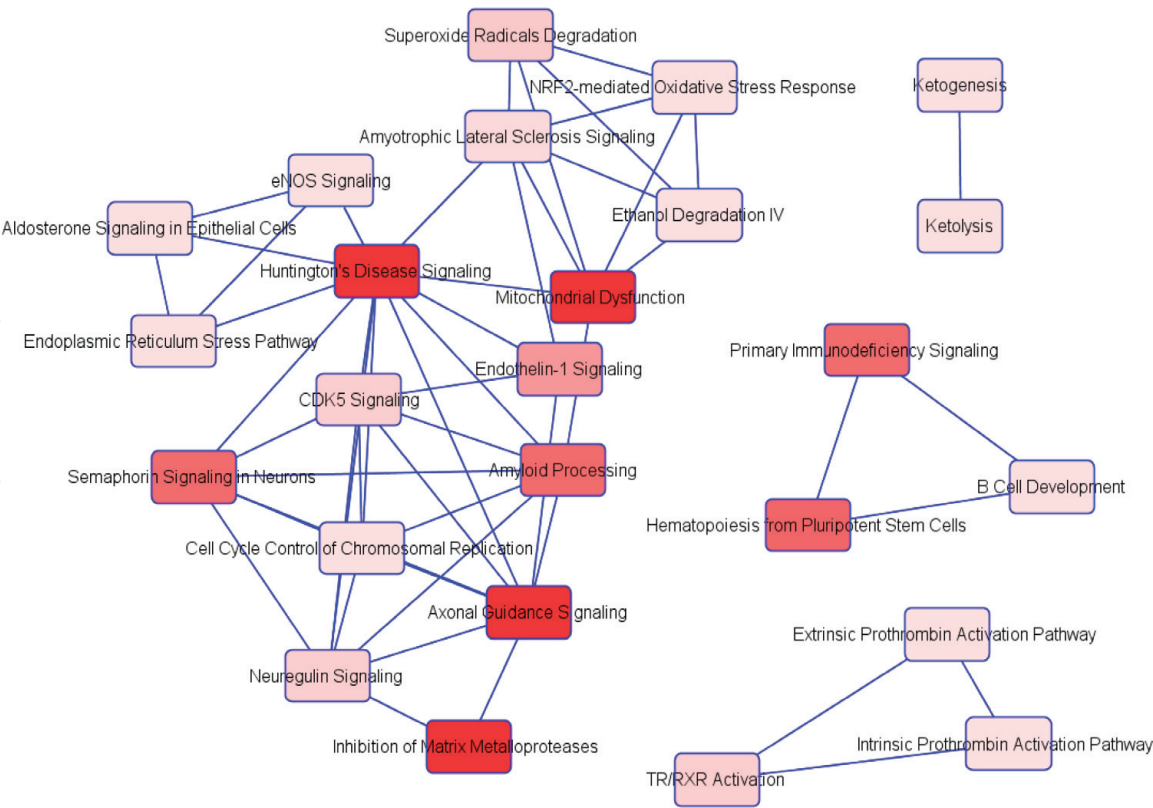 Superoxide Radicals Degradation
NRF2-mediated Oxidative Stress Response
Ketogenesis
Amyotrophic Lateral Sclerosis Signaling
eNOS Signaling
Ethanol Degradation IV
Aldosterone Signaling in Epithelial Cells
Ketolysis
Huntington's Disease Signaling
Mitochondrial Dysfunction
Endoplasmic Reticulum Stress Pathway
Primary Immunodeficiency Signaling
Endothelin-1 Signaling
CDK5 Signaling
Semaphorin Signaling in Neurons
Amyloid Processing
B Cell Development
Hematopoiesis from Pluripotent Stem Cells
Cell Cycle Control of Chromosomal Replication
Axonal Guidance Signaling
Extrinsic Prothrombin Activation Pathway
Neuregulin Signaling
Inhibition of Matrix Metalloproteases
Intrinsic Prothrombin Activation Pathway
TR/RXR Activation